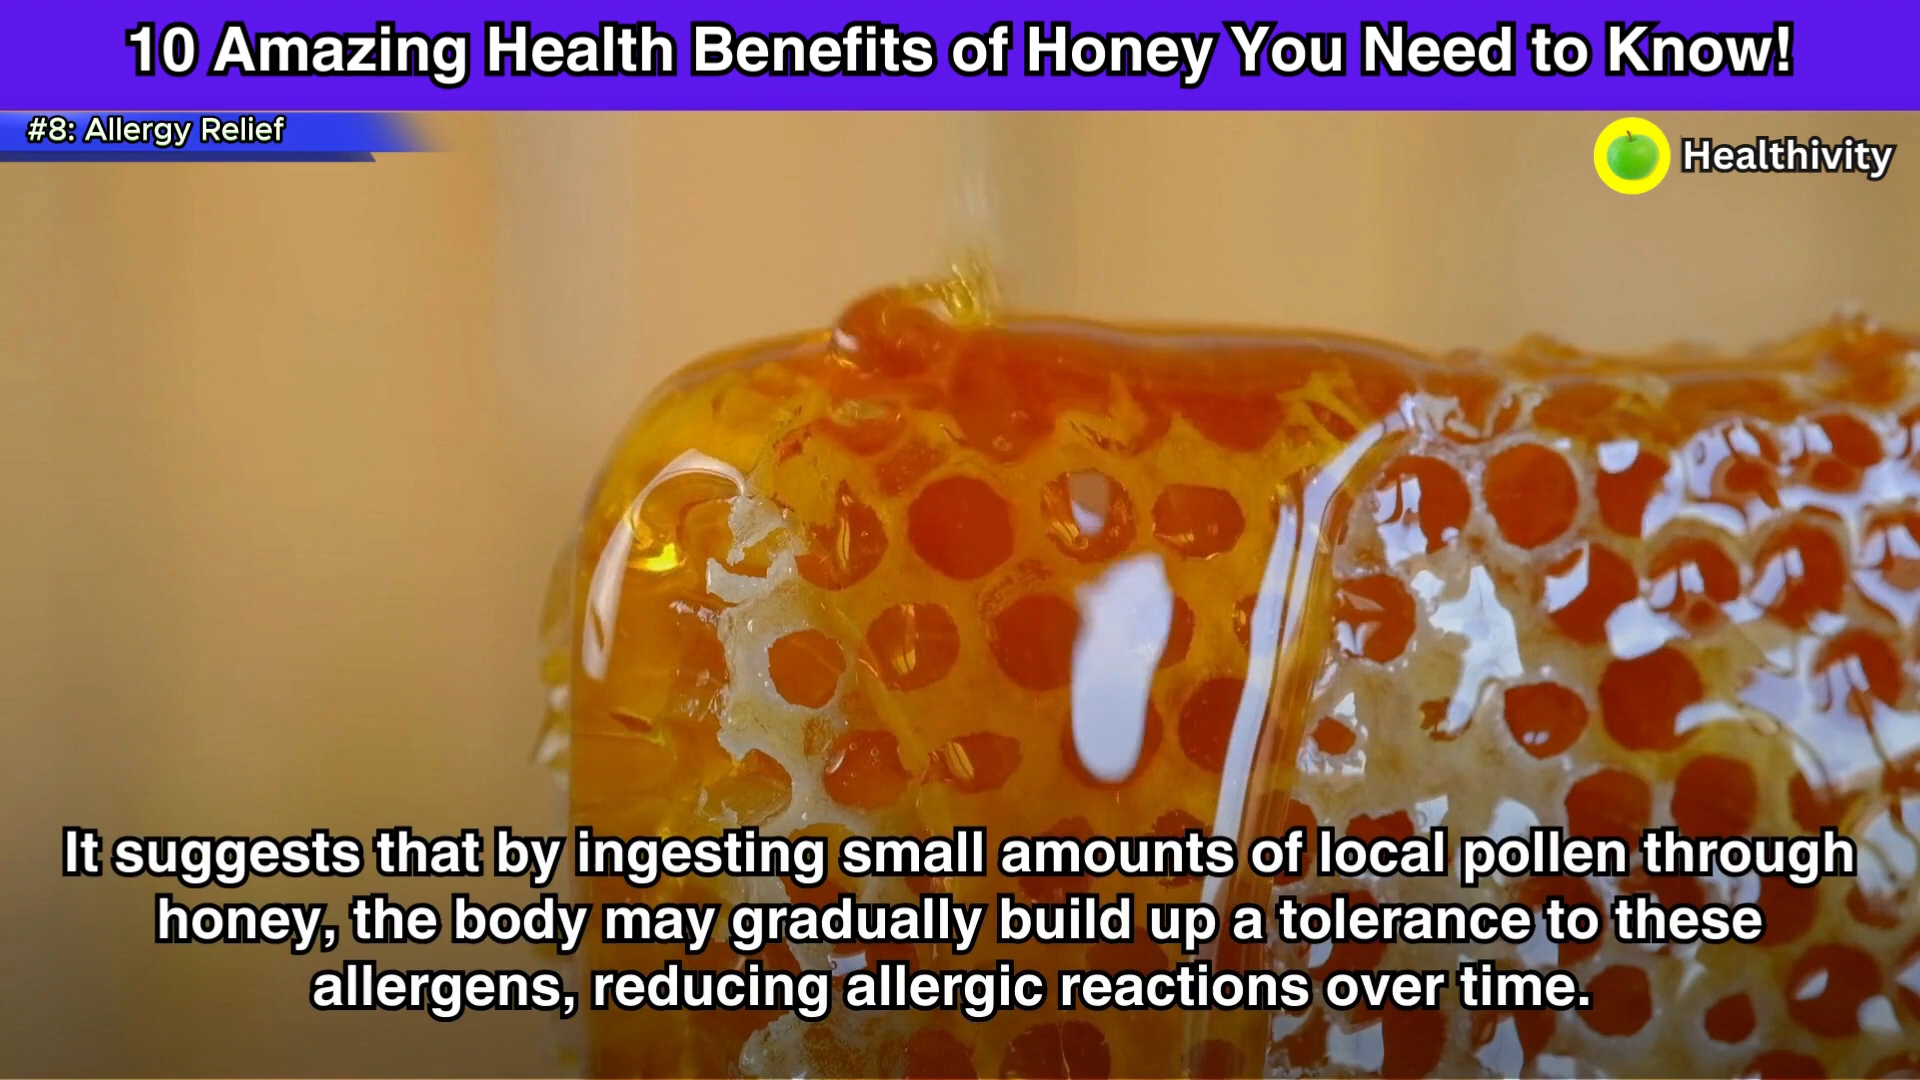 10 Amazing Health Benefits of Honey You Need to Know!
#8: Allergy Relief
Healthivity
It suggests that by ingesting small amounts of local pollen through
honey, the body may gradually build up a tolerance to these
allergens, reducing allergic reactions over time.